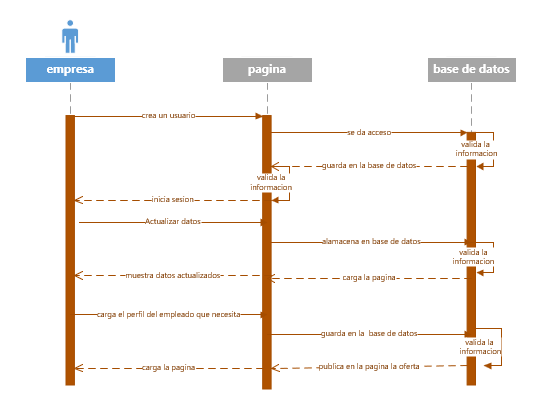 empresa
pagina
base de datos
crea un usuario
se da acceso
valida la
informacion
guarda en la base de datos
valida la
informacion
inicia sesion
Actualizar datos
alamacena en base de datos
valida la
informacion
muestra datos actualizados
carga la pagina
carga el perfil del empleado que necesita
guarda en la base de datos
valida la
informacion
carga la pagina
publica en la pagina la oferta